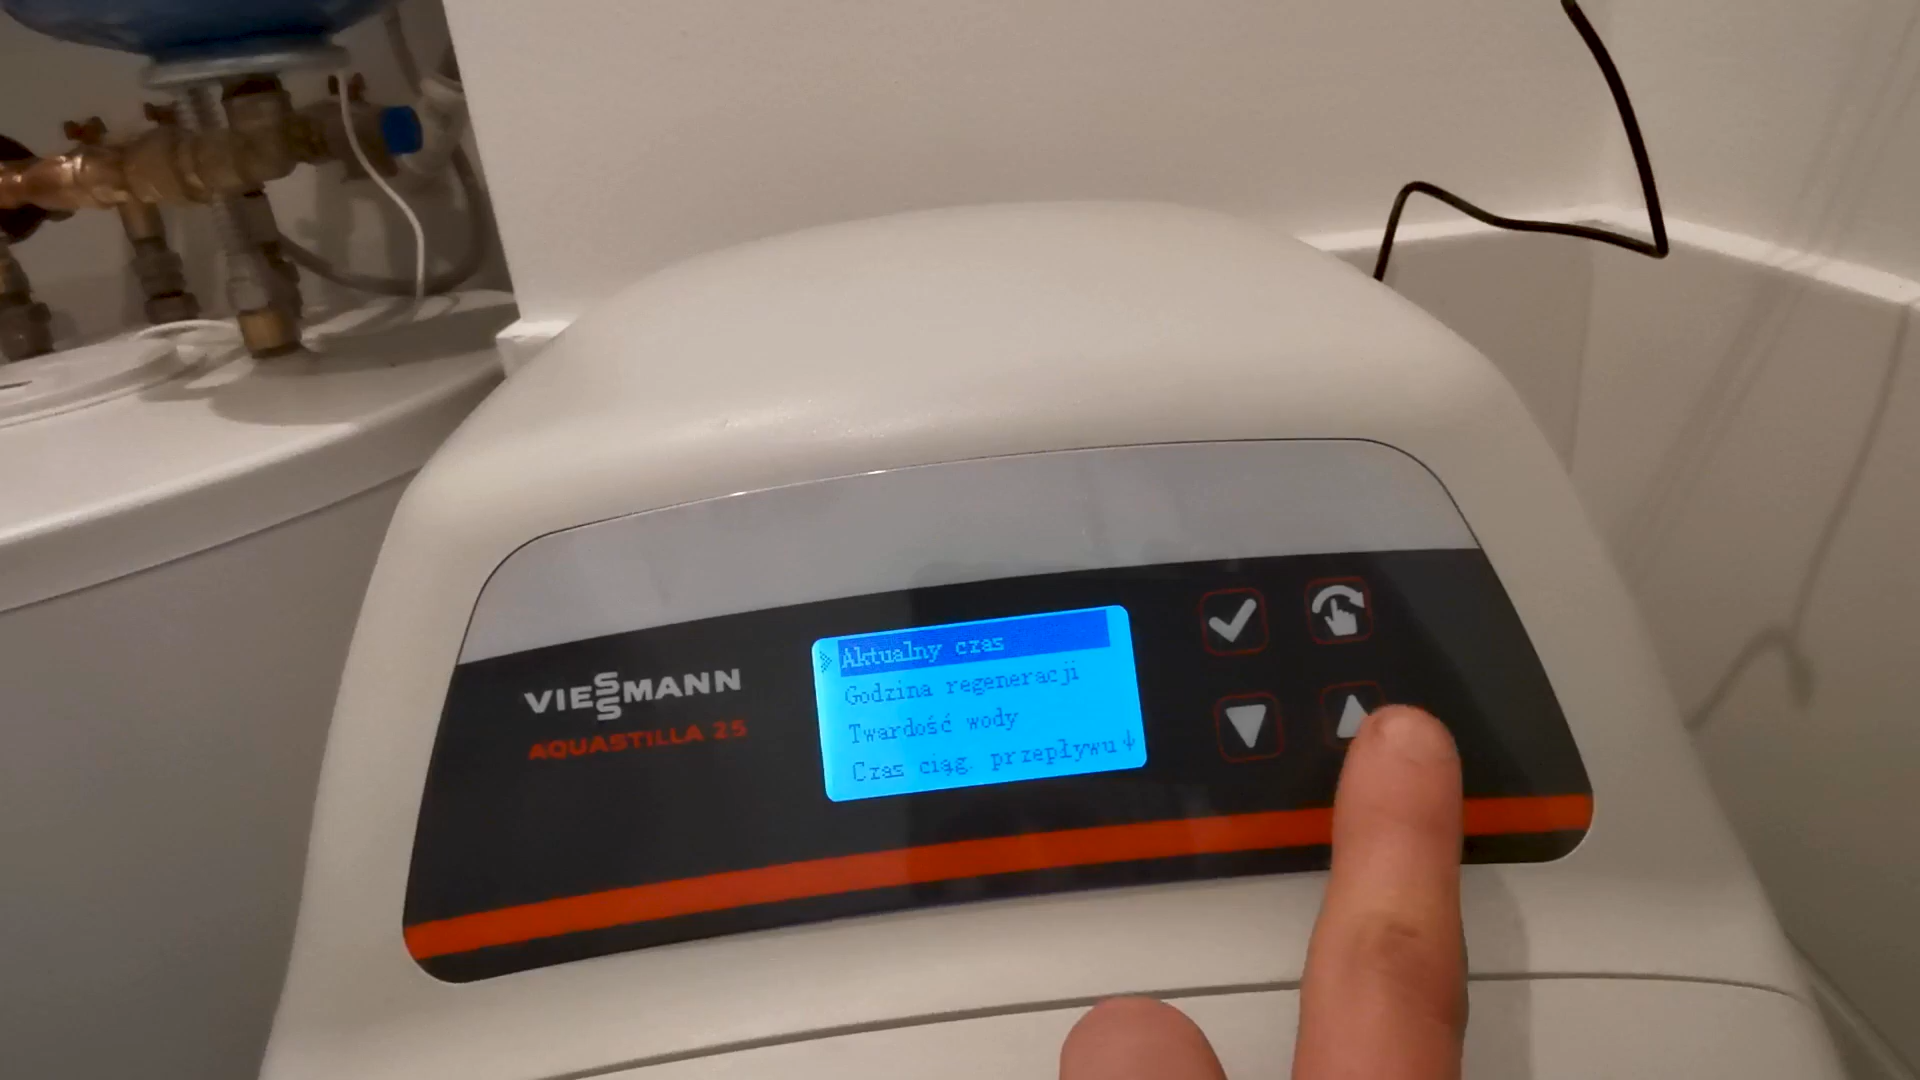 VIESSMANN
AQUASTILLA 25
Aktualny czas
Godzina regeneracji
Twardość wody
Czas ciąg. przepływu